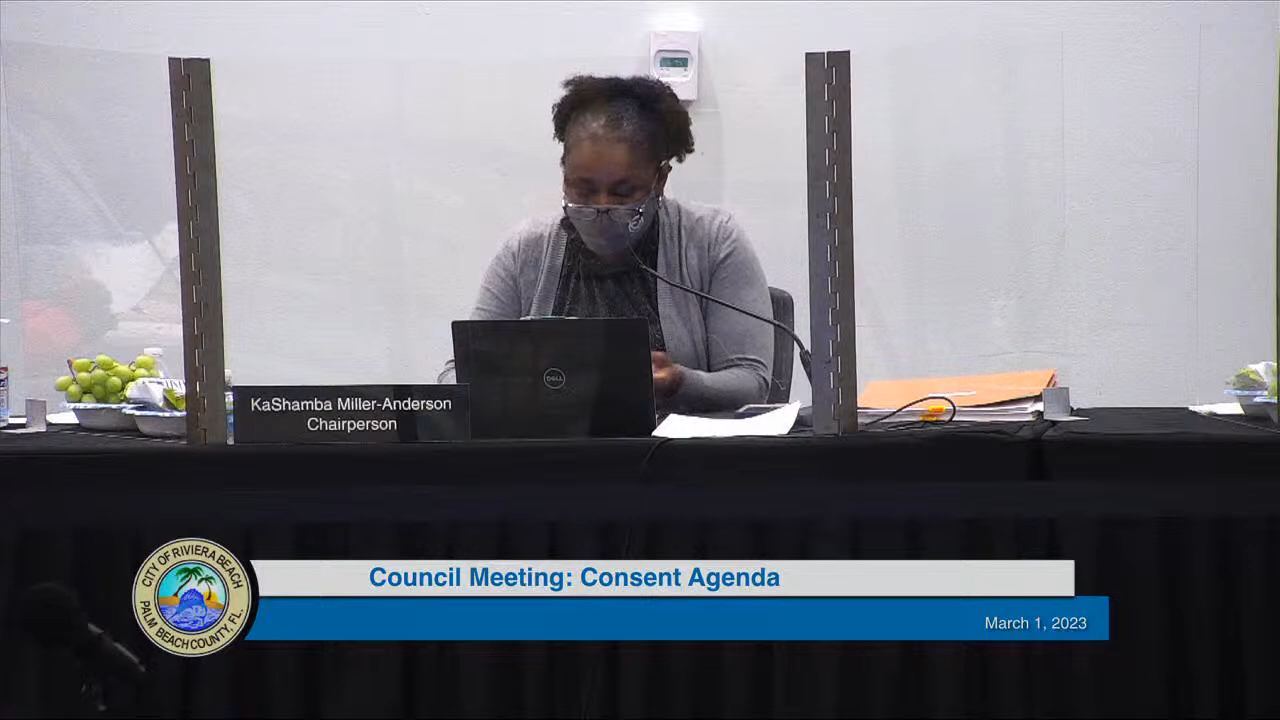 KaShamba Miller-Anderson
Chairperson
DELL
CITY OF RIVIERA BEACH
PALM BEACH COUNTY, FL.
Council Meeting: Consent Agenda
March 1, 2023